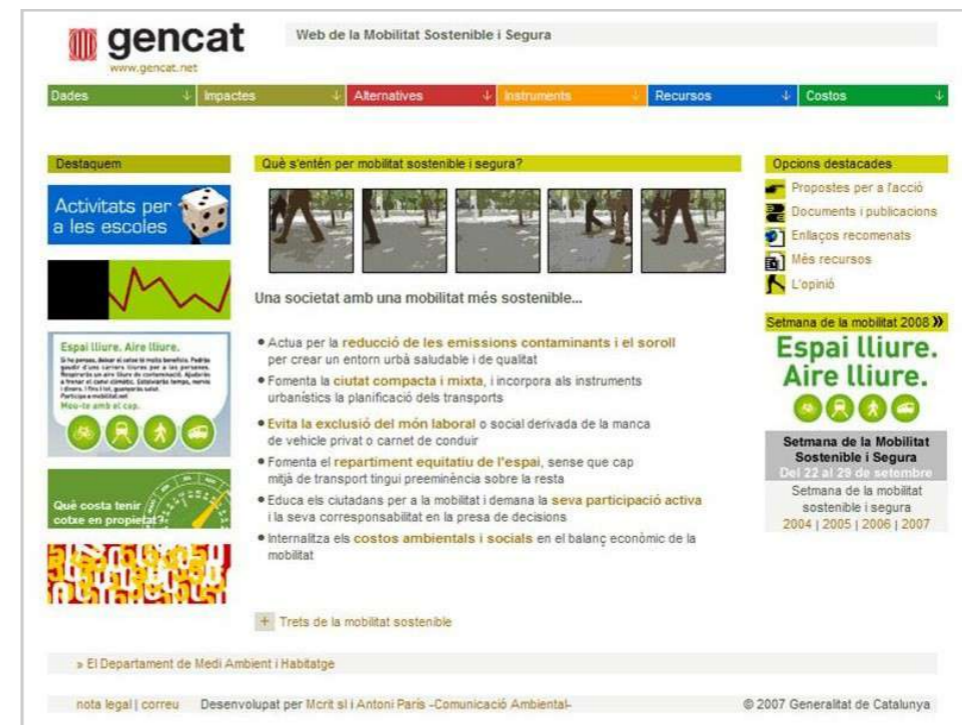 gencat
www.gencat.net
Web de la Mobilitat Sostenible i Segura
Dades
Impactes
Alternatives
Instruments
Recursos
Costos
Destaquem
Activitats per
a les escoles
Espai lliure. Aire lliure.
Mou-te amb el cap.
Què costa tenir
cotxe en propietat?
Què s'entén per mobilitat sostenible i segura?
Una societat amb una mobilitat més sostenible...
• Actua per la reducció de les emissions contaminants i el soroll
per crear un entorn urbà saludable i de qualitat
• Fomenta la ciutat compacta i mixta, i incorpora als instruments
urbanístics la planificació dels transports
• Evita la exclusió del món laboral o social derivada de la manca
de vehicle privat o carnet de conduir
• Fomenta el repartiment equitatiu de l'espai, sense que cap
mitjà de transport tingui preeminència sobre la resta
• Educa els ciutadans per a la mobilitat i demana la seva participació activa
i la seva corresponsabilitat en la presa de decisions
• Internalitza els costos ambientals i socials en el balanç econòmic de la
mobilitat
+ Trets de la mobilitat sostenible
Opcions destacades
Propostes per a l'acció
Documents i publicacions
Enllaços recomenats
Més recursos
L'opinió
Setmana de la mobilitat 2008 »
Espai lliure.
Aire lliure.
Setmana de la Mobilitat
Sostenible i Segura
Del 22 al 29 de setembre
Setmana de la mobilitat
sostenible i segura
2004 | 2005 | 2006 | 2007
» El Departament de Medi Ambient i Habitatge
nota legal | correu Desenvolupat per Mcrit sl i Antoni París -Comunicació Ambiental- © 2007 Generalitat de Catalunya